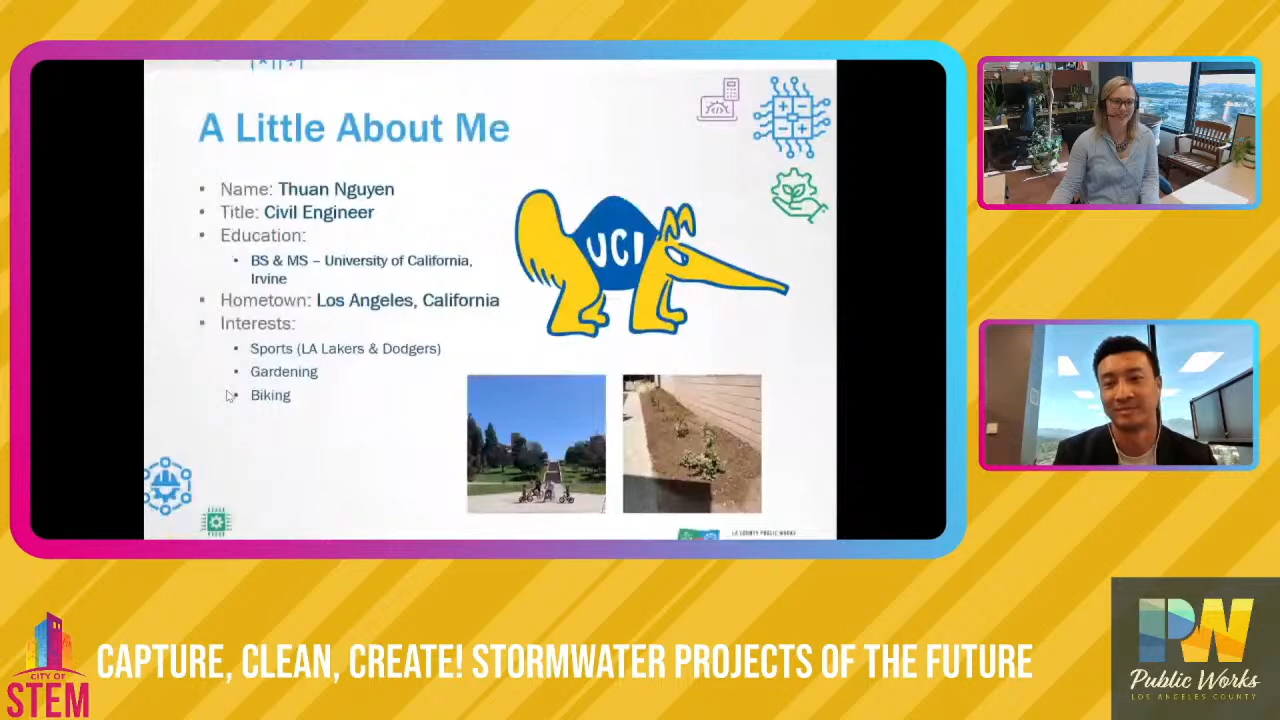 A Little About Me
• Name: Thuan Nguyen
• Title: Civil Engineer
• Education:
• BS & MS – University of California,
Irvine
• Hometown: Los Angeles, California
• Interests:
• Sports (LA Lakers & Dodgers)
• Gardening
• Biking
UCI
LA COUNTY PUBLIC WORKS
CITY OF
STEM
CAPTURE, CLEAN, CREATE! STORMWATER PROJECTS OF THE FUTURE
PW
Public Works
LOS ANGELES COUNTY